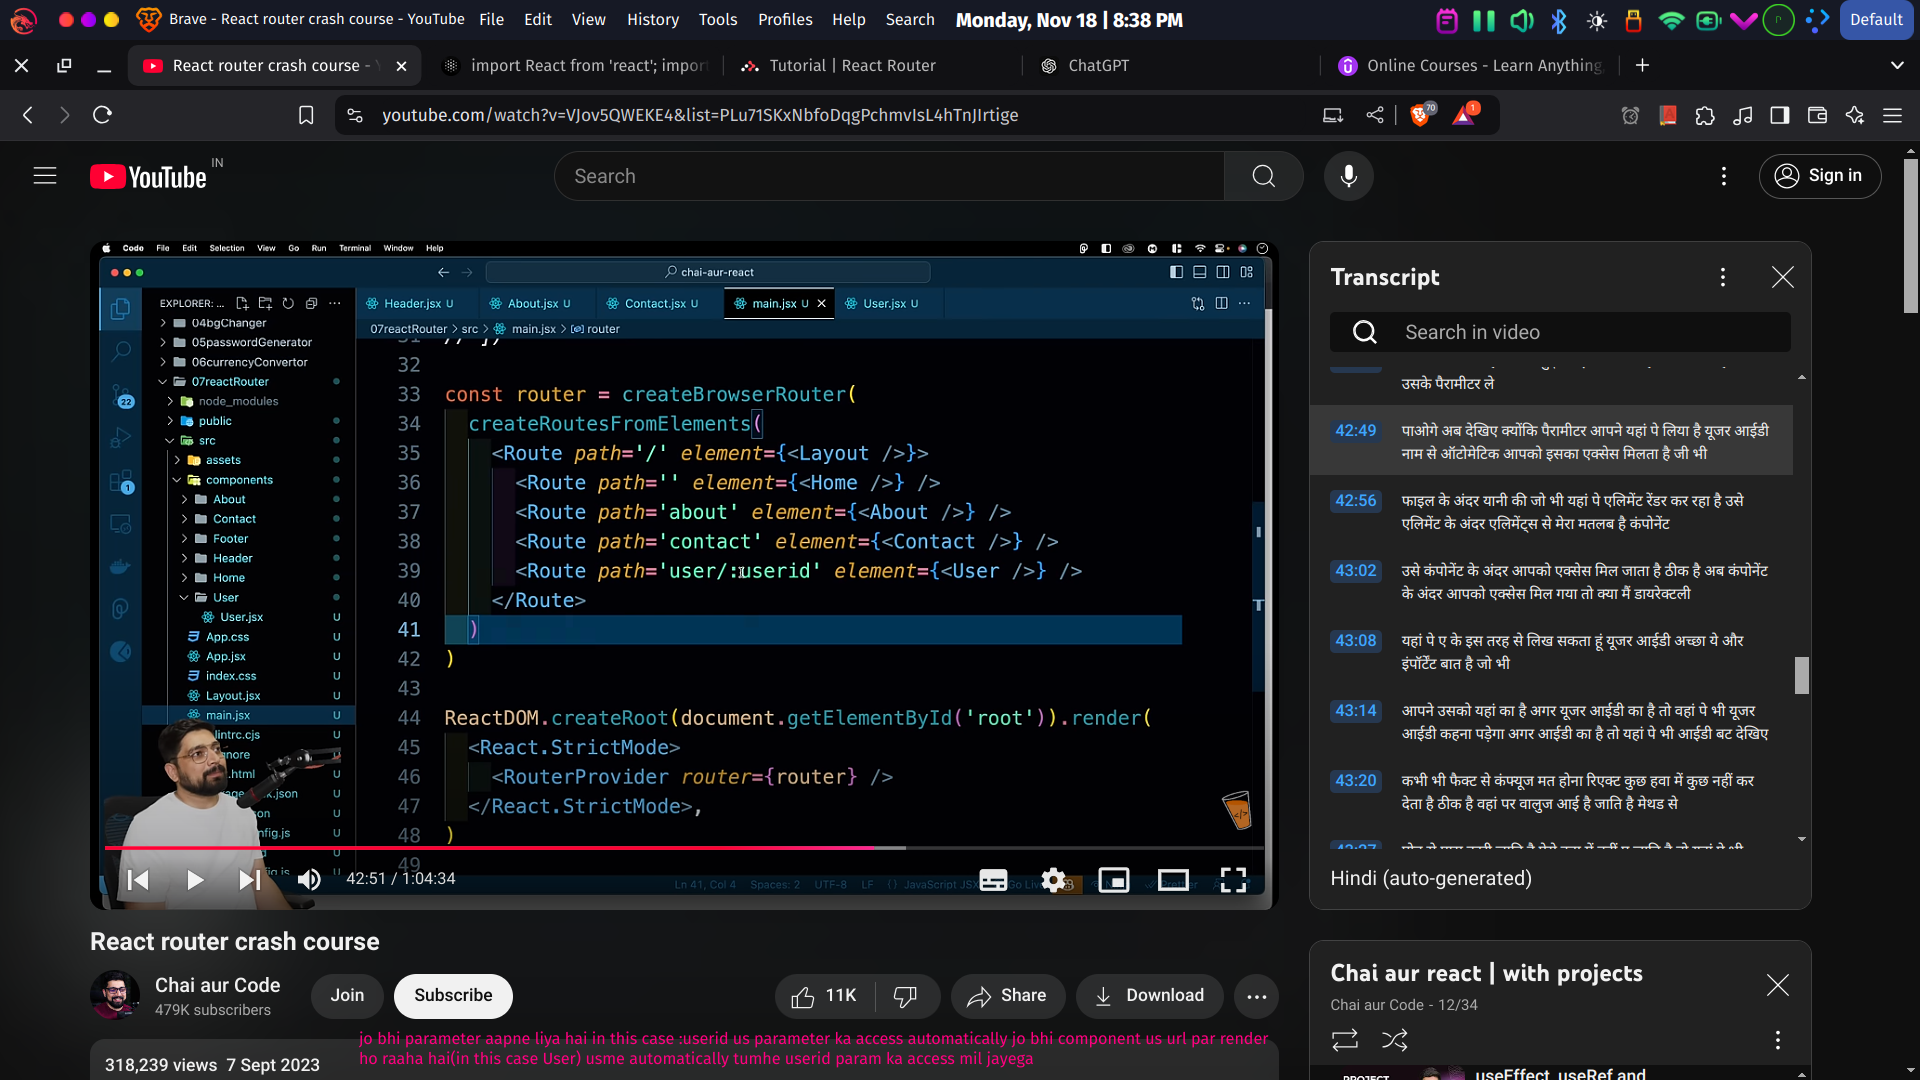 Brave - React router crash course - YouTube File Edit View History Tools Profiles Help Search Monday, Nov 18 | 8:38 PM Default
React router crash course - import React from 'react'; import Tutorial | React Router ChatGPT Online Courses - Learn Anything,
youtube.com/watch?v=VJov5QWEKE4&list=PLu71SKxNbfoDqgPchmvIsL4hTnJIrtige 70 1
YouTube IN Search Sign in
Code File Edit Selection View Go Run Terminal Window Help
chai-aur-react
EXPLORER: ... Header.jsx U About.jsx U Contact.jsx U main.jsx U User.jsx U
07reactRouter > src > main.jsx > router
04bgChanger
05passwordGenerator
06currencyConvertor
07reactRouter
node_modules
public
src
assets
components
About
Contact
Footer
Header
Home
User
User.jsx U
App.css U
App.jsx U
index.css U
Layout.jsx U
main.jsx U
lintrc.cjs U
nore U
.html U
json U
nfig.js U
22
1
32
33 const router = createBrowserRouter(
34 createRoutesFromElements(
35 <Route path='/' element={<Layout />}>
36 <Route path='' element={<Home />} />
37 <Route path='about' element={<About />} />
38 <Route path='contact' element={<Contact />} />
39 <Route path='user/:userid' element={<User />} />
40 </Route>
41 )
42 )
43
44 ReactDOM.createRoot(document.getElementById('root')).render(
45 <React.StrictMode>
46 <RouterProvider router={router} />
47 </React.StrictMode>,
48 )
49
Ln 41, Col 4 Spaces: 2 UTF-8 LF JavaScript JSX Go Live Prettier
42:51 / 1:04:34
Transcript
Search in video
उसके पैरामीटर ले
42:49 पाओगे अब देखिए क्योंकि पैरामीटर आपने यहां पे लिया है यूजर आईडी
नाम से ऑटोमेटिक आपको इसका एक्सेस मिलता है जी भी
42:56 फाइल के अंदर यानी की जो भी यहां पे एलिमेंट रेंडर कर रहा है उसे
एलिमेंट के अंदर एलिमेंट्स से मेरा मतलब है कंपोनेंट
43:02 उसे कंपोनेंट के अंदर आपको एक्सेस मिल जाता है ठीक है अब कंपोनेंट
के अंदर आपको एक्सेस मिल गया तो क्या मैं डायरेक्टली
43:08 यहां पे ए के इस तरह से लिख सकता हूं यूजर आईडी अच्छा ये और
इंपॉर्टेंट बात है जो भी
43:14 आपने उसको यहां का है अगर यूजर आईडी का है तो वहां पे भी यूजर
आईडी कहना पड़ेगा अगर आईडी का है तो यहां पे भी आईडी बट देखिए
43:20 कभी भी फैक्ट से कंफ्यूज मत होना रिएक्ट कुछ हवा में कुछ नहीं कर
देता है ठीक है वहां पर वालुज आई है जाति है मेथड से
Hindi (auto-generated)
React router crash course
Chai aur Code
479K subscribers
Join Subscribe 11K Share Download
jo bhi parameter aapne liya hai in this case :userid us parameter ka access automatically jo bhi component us url par render
ho raaha hai(in this case User) usme automatically tumhe userid param ka access mil jayega
318,239 views 7 Sept 2023
Chai aur react | with projects
Chai aur Code - 12/34
PROJECT
useEffect, useRef and